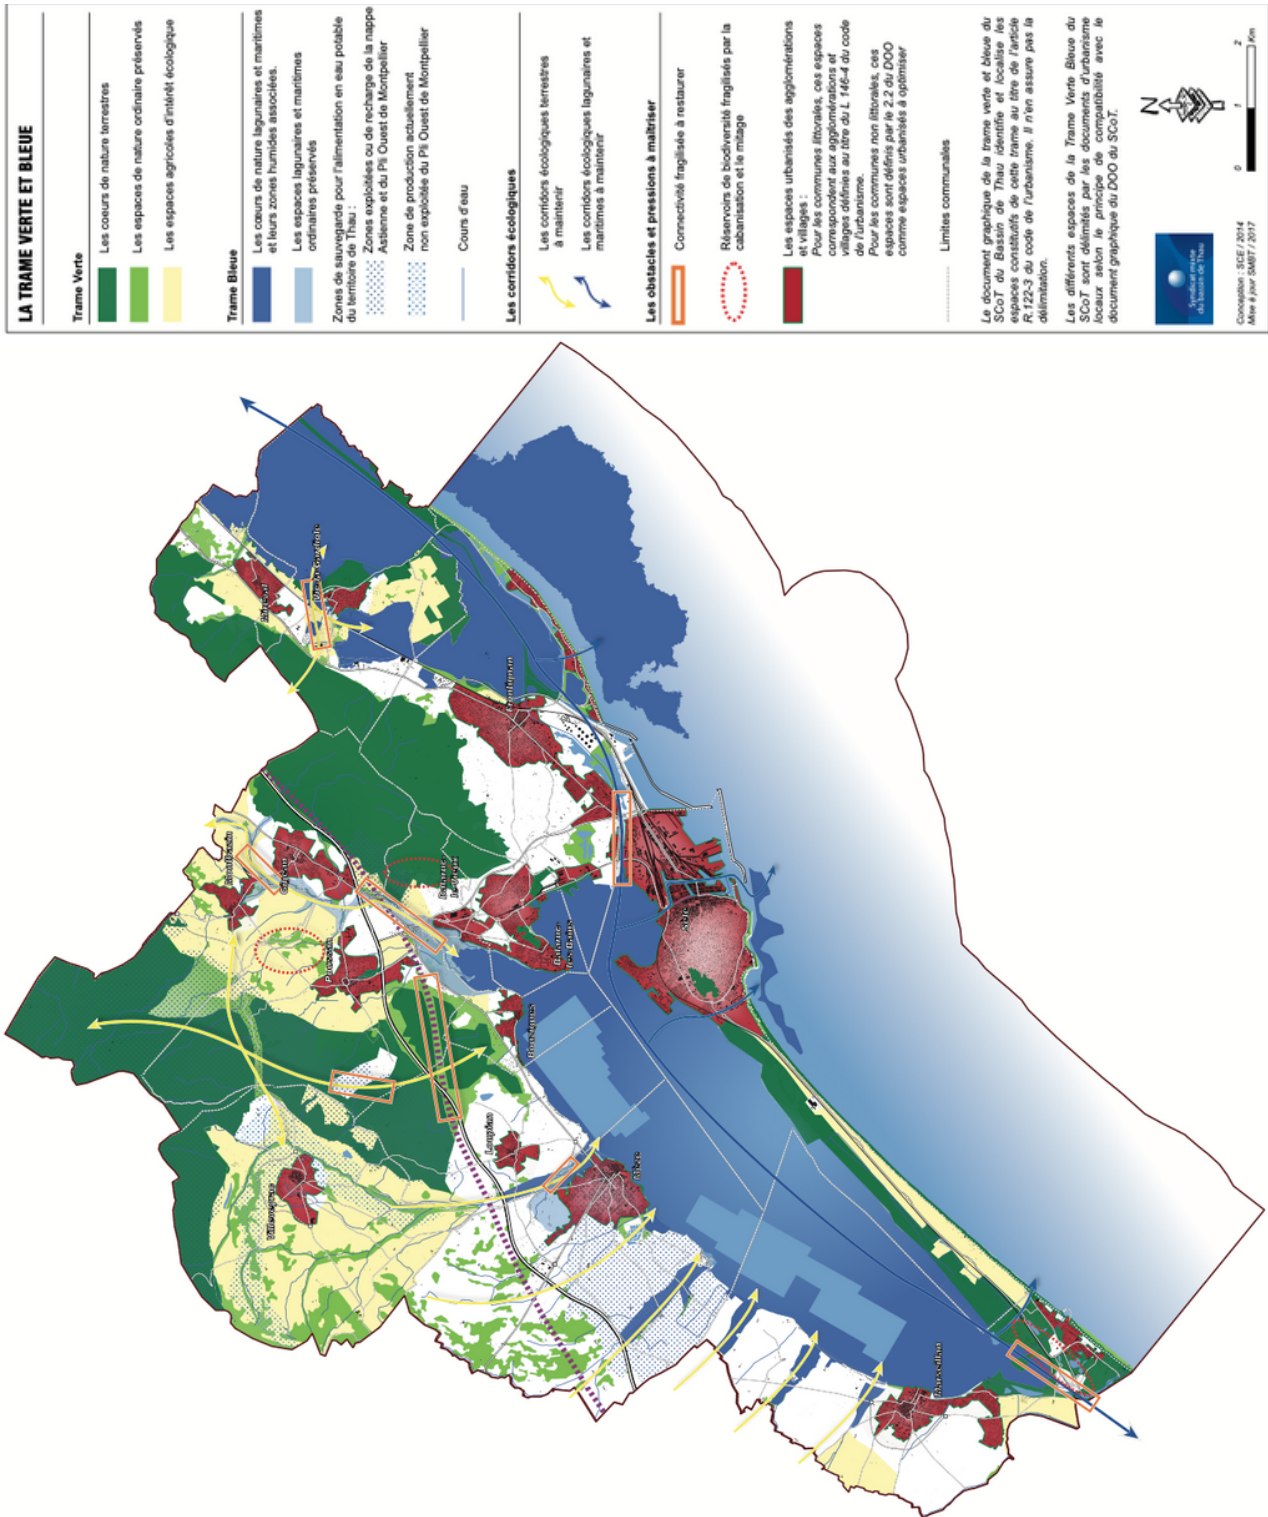 LA TRAME VERTE ET BLEUE
Trame Verte
Les coeurs de nature terrestres
Les espaces de nature ordinaire préservés
Les espaces agricoles d'intérêt écologique
Trame Bleue
Les cœurs de nature lagunaires et maritimes
et leurs zones humides associées.
Les espaces lagunaires et maritimes
ordinaires préservés
Zones de sauvegarde pour l'alimentation en eau potable
du territoire de Thau :
Zones exploitées ou de recharge de la nappe
Astienne et du Pli Ouest de Montpellier
Zone de production actuellement
non exploitée du Pli Ouest de Montpellier
Cours d'eau
Les corridors écologiques
Les corridors écologiques terrestres
à maintenir
Les corridors écologiques lagunaires et
maritimes à maintenir
Les obstacles et pressions à maîtriser
Connectivité fragilisée à restaurer
Réservoirs de biodiversité fragilisés par la
cabanisation et le mitage
Les espaces urbanisés des agglomérations
et villages :
Pour les communes littorales, ces espaces
correspondent aux agglomérations et
villages définies au titre du L 146-4 du code
de l'urbanisme.
Pour les communes non littorales, ces
espaces sont définis par le 2.2 du DOO
comme espaces urbanisés à optimiser
Limites communales
Le document graphique de la trame verte et bleue du
SCoT du Bassin de Thau identifie et localise les
espaces constitutifs de cette trame au titre de l'article
R.122-3 du code de l'urbanisme. Il n'en assure pas la
délimitation.
Les différents espaces de la Trame Verte Bleue du
SCoT sont délimités par les documents d'urbanisme
locaux selon le principe de compatibilité avec le
document graphique du DOO du SCoT.
Syndicat mixte
du bassin de Thau
N
0 1 2
Km
Conception : SCE / 2014
Mise à jour SMBT / 2017
Mireval
Vic-la-Gardiole
Frontignan
Montbazin
Gigean
Balaruc-
le-Vieux
Poussan
Balaruc-
les-Bains
Sète
Bouzigues
Loupian
Mèze
Villeveyrac
Marseillan